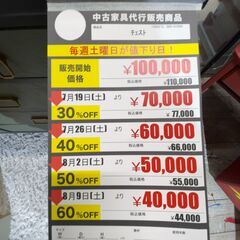 中古家具代行販売商品
チェスト
毎週土曜日が値下り日！
販売開始価格 ¥100,000
税込価格 ¥110,000
7月19日(土) より ¥70,000
30%OFF 税込価格 ¥77,000
7月26日(土) より ¥60,000
40%OFF 税込価格 ¥66,000
8月2日(土) より ¥50,000
50%OFF 税込価格 ¥55,000
8月9日(土) より ¥40,000
60%OFF 税込価格 ¥44,000